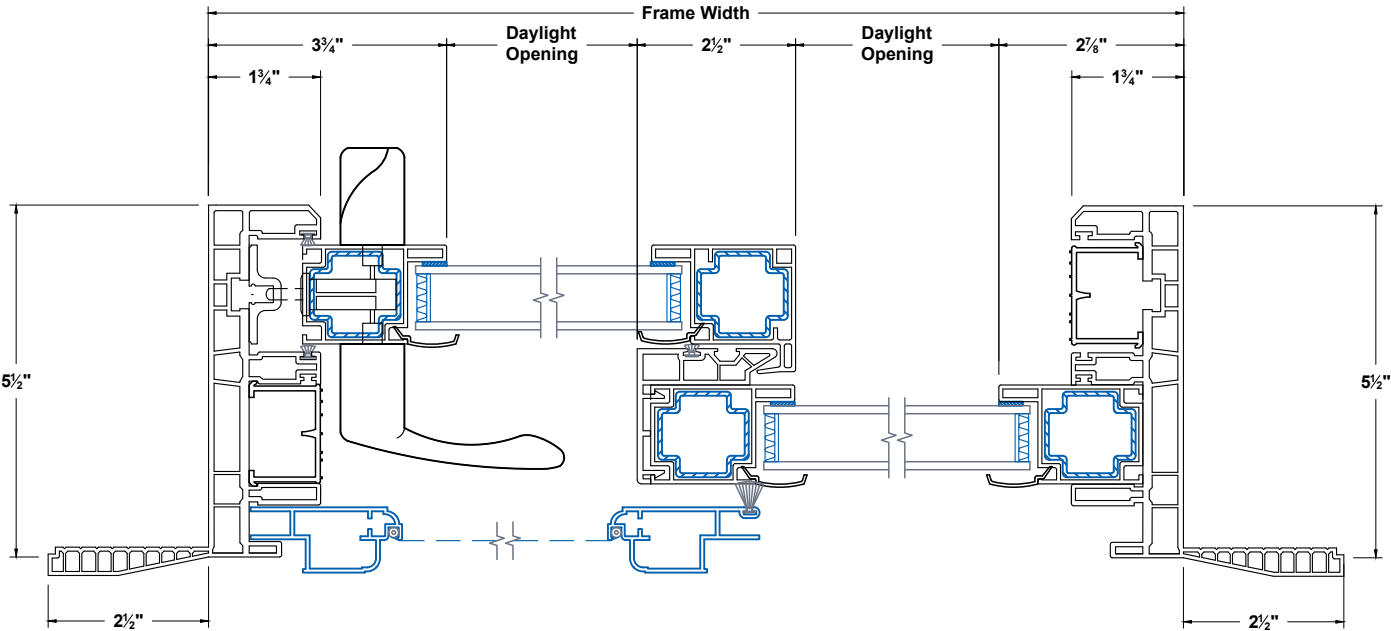 Frame Width
3¾"
Daylight
Opening
2½"
Daylight
Opening
2⅞"
1¾"
1¾"
5½"
5½"
2½"
2½"